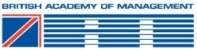 BRITISH ACADEMY OF MANAGEMENT